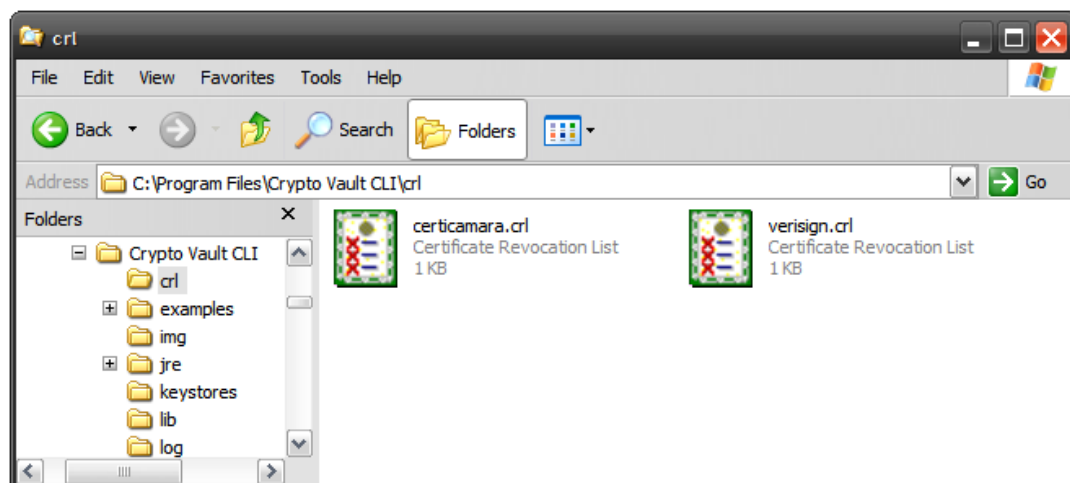 crl
File Edit View Favorites Tools Help
Back Search Folders
Address C:\Program Files\Crypto Vault CLI\crl Go
Folders
Crypto Vault CLI
crl
examples
img
jre
keystores
lib
log
certicamara.crl
Certificate Revocation List
1 KB
verisign.crl
Certificate Revocation List
1 KB